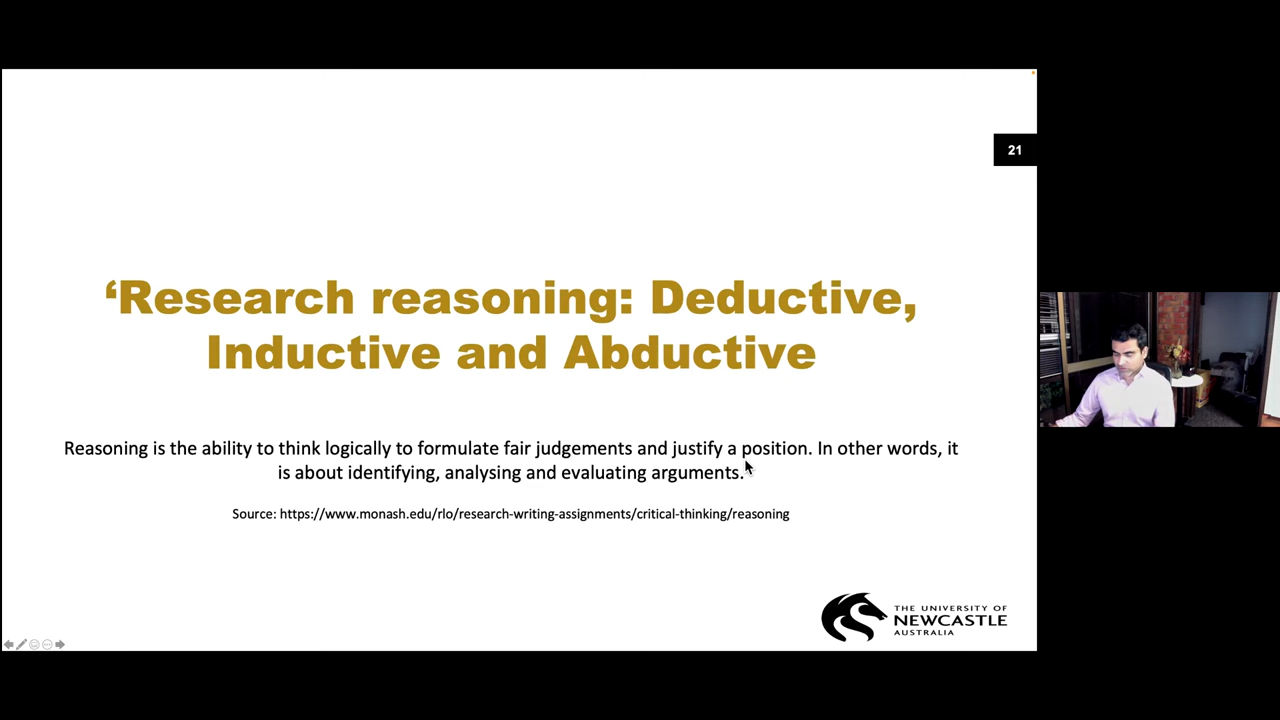 21
‘Research reasoning: Deductive,
Inductive and Abductive
Reasoning is the ability to think logically to formulate fair judgements and justify a position. In other words, it
is about identifying, analysing and evaluating arguments.
Source: https://www.monash.edu/rlo/research-writing-assignments/critical-thinking/reasoning
THE UNIVERSITY OF
NEWCASTLE
AUSTRALIA